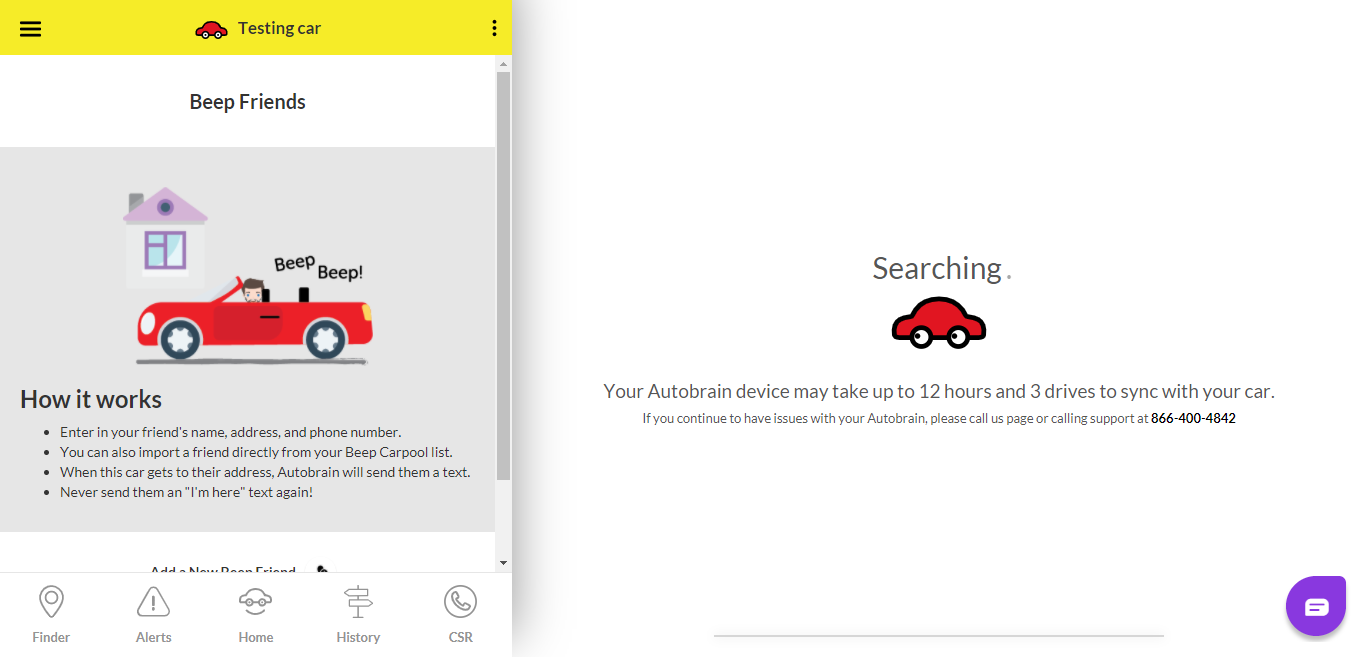 Testing car
Beep Friends
Beep
Beep!
How it works
Enter in your friend's name, address, and phone number.
You can also import a friend directly from your Beep Carpool list.
When this car gets to their address, Autobrain will send them a text.
Never send them an "I'm here" text again!
Add a New Beep Friend
Finder
Alerts
Home
History
CSR
Searching .
Your Autobrain device may take up to 12 hours and 3 drives to sync with your car.
If you continue to have issues with your Autobrain, please call us page or calling support at 866-400-4842